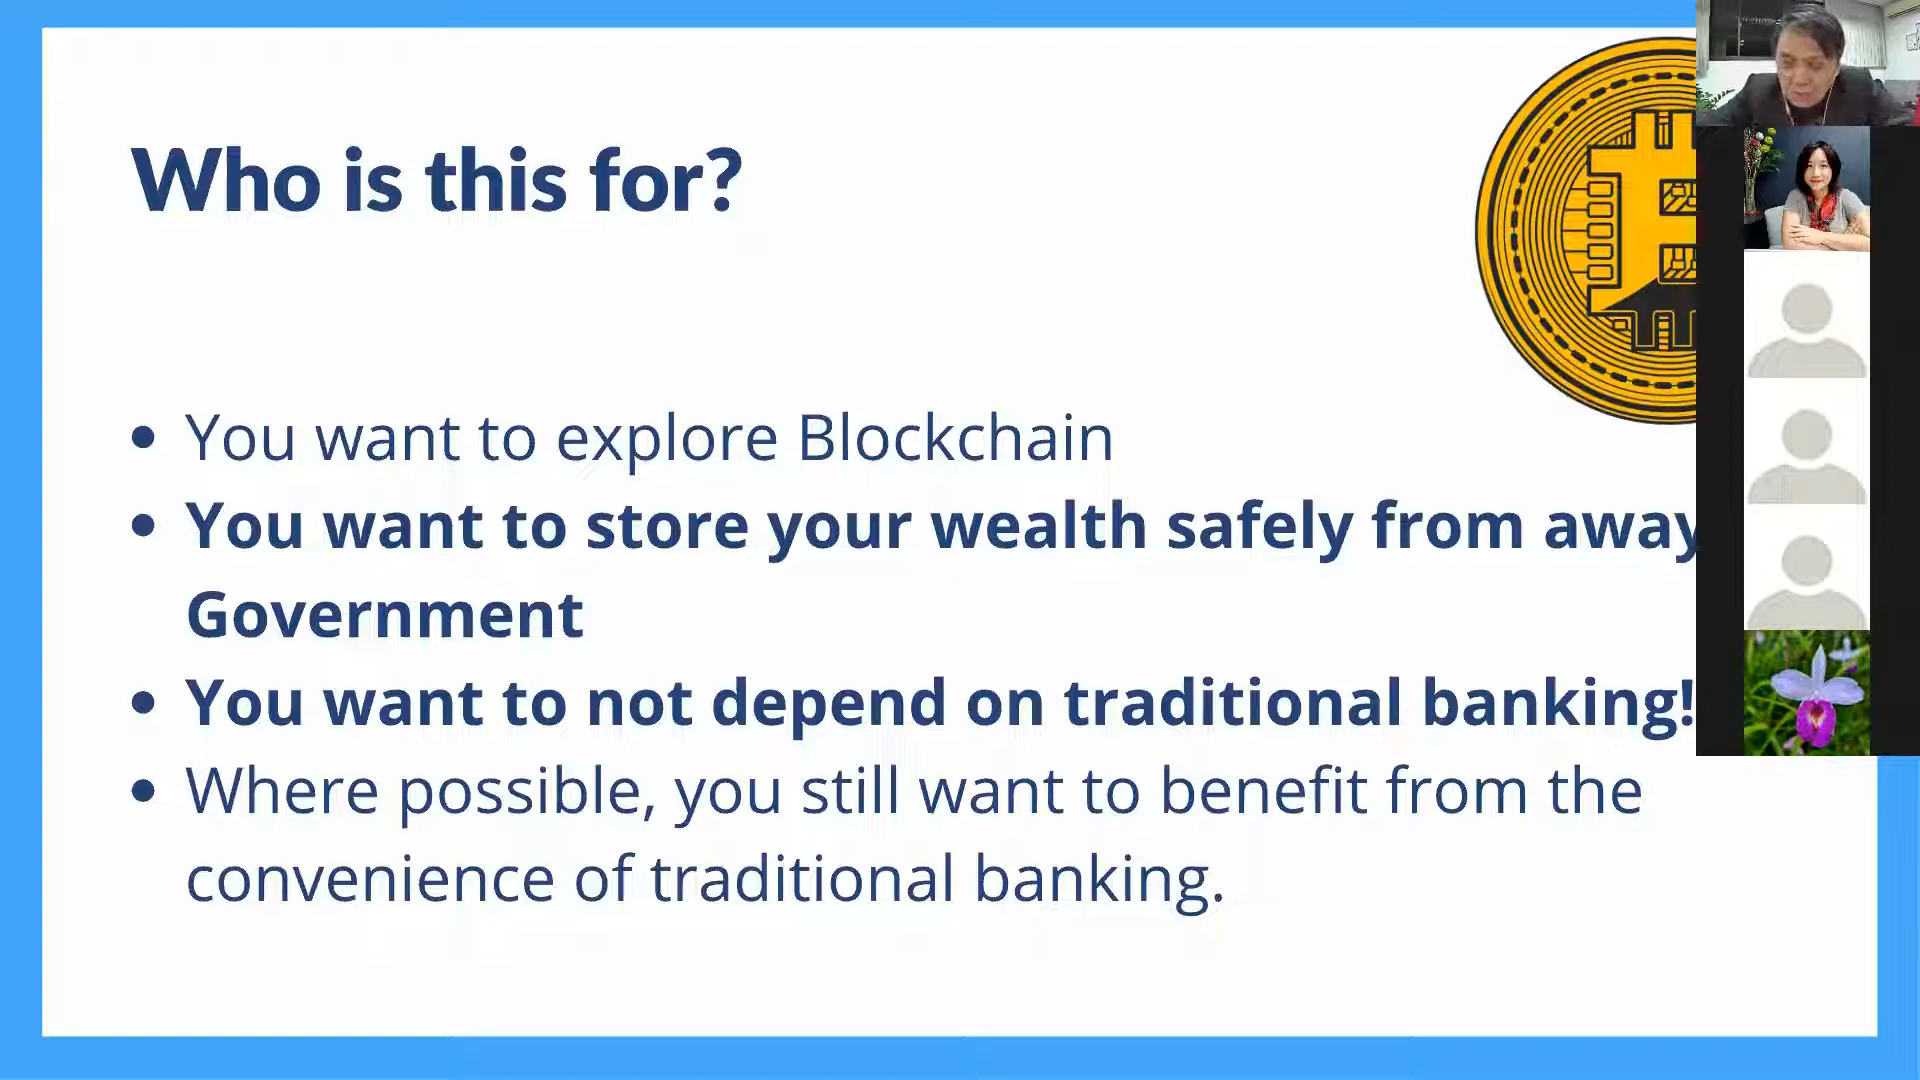 Who is this for?
• You want to explore Blockchain
• You want to store your wealth safely from away
Government
• You want to not depend on traditional banking!
• Where possible, you still want to benefit from the
convenience of traditional banking.